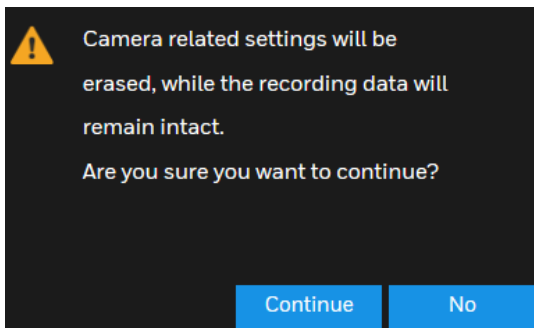 Camera related settings will be
erased, while the recording data will
remain intact.
Are you sure you want to continue?
Continue No